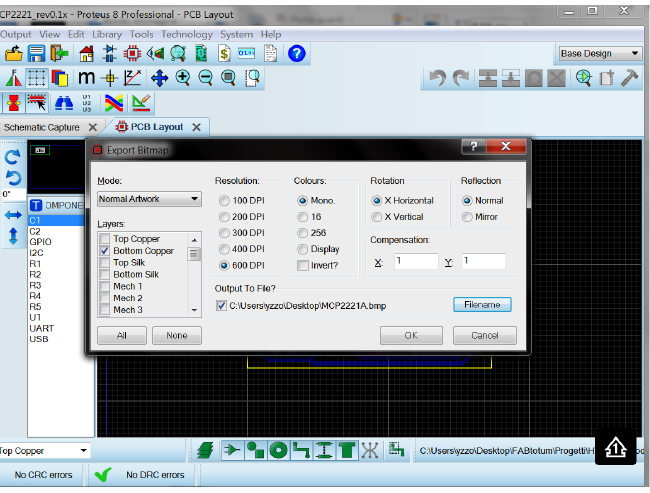 CP2221_rev0.1x - Proteus 8 Professional - PCB Layout
Output View Edit Library Tools Technology System Help
Base Design
Schematic Capture
PCB Layout
Export Bitmap
Mode:
Normal Artwork
Layers:
Top Copper
Bottom Copper
Top Silk
Bottom Silk
Mech 1
Mech 2
Mech 3
All None
Resolution:
100 DPI
200 DPI
300 DPI
400 DPI
600 DPI
Colours:
Mono.
16
256
Display
Invert?
Rotation
X Horizontal
X Vertical
Reflection
Normal
Mirror
Compensation:
X: 1 Y: 1
Output To File?
C:\Users\yzzo\Desktop\MCP2221A.bmp
Filename
OK Cancel
0°
OMPONE
C1
C2
GPIO
I2C
R1
R2
R3
R4
R5
U1
UART
USB
Top Copper
C:\Users\yzzo\Desktop\FABtotum\Progetti\H
No CRC errors
No DRC errors